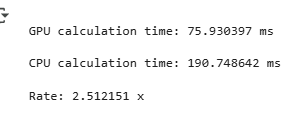 GPU calculation time: 75.930397 ms
CPU calculation time: 190.748642 ms
Rate: 2.512151 x